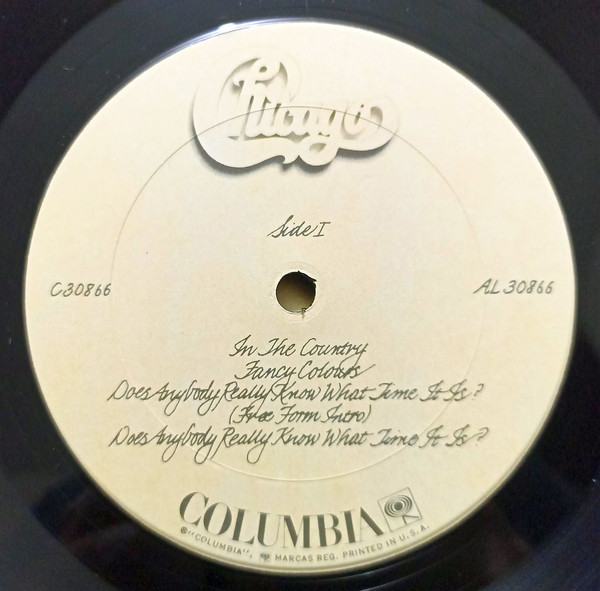 Chicago
Side I
C30866
AL 30866
In The Country
Fancy Colours
Does Anybody Really Know What Time It Is?
(Free Form Intro)
Does Anybody Really Know What Time It Is?
COLUMBIA
®"COLUMBIA", MARCAS REG. PRINTED IN U.S.A.